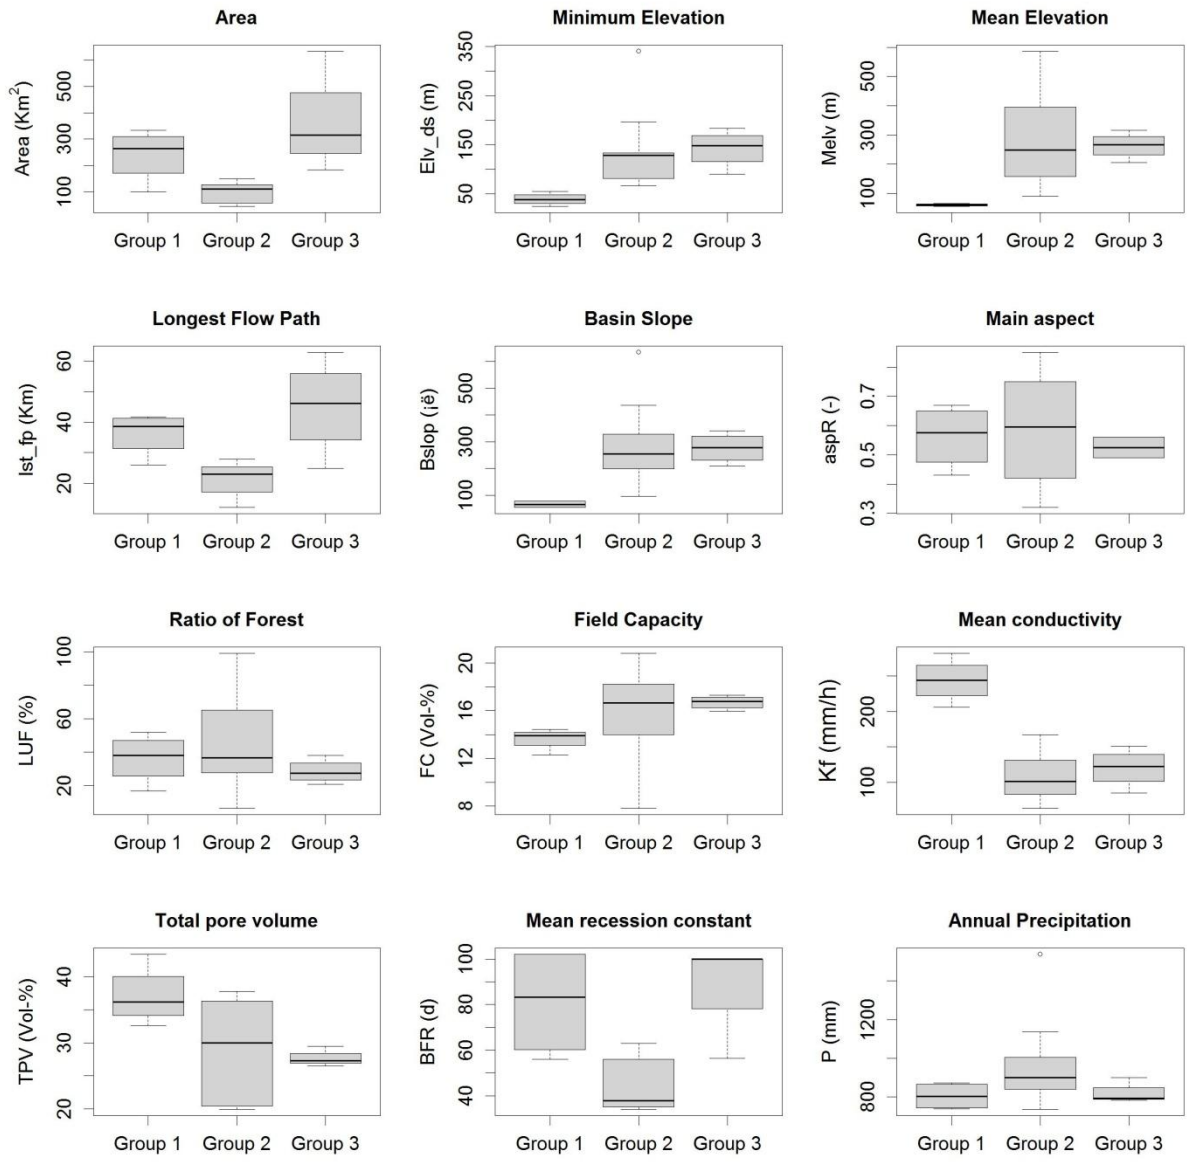 Area
Minimum Elevation
Mean Elevation
Area (Km²)
500
300
100
Elv_ds (m)
350
250
150
50
Melv (m)
500
300
100
Group 1 Group 2 Group 3
Group 1 Group 2 Group 3
Group 1 Group 2 Group 3
Longest Flow Path
Basin Slope
Main aspect
lst_fp (Km)
60
40
20
Bslop (¡ë)
500
300
100
aspR (-)
0.7
0.5
0.3
Group 1 Group 2 Group 3
Group 1 Group 2 Group 3
Group 1 Group 2 Group 3
Ratio of Forest
Field Capacity
Mean conductivity
LUF (%)
100
60
20
FC (Vol-%)
20
16
12
8
Kf (mm/h)
200
100
Group 1 Group 2 Group 3
Group 1 Group 2 Group 3
Group 1 Group 2 Group 3
Total pore volume
Mean recession constant
Annual Precipitation
TPV (Vol-%)
40
30
20
BFR (d)
100
80
60
40
P (mm)
1200
800
Group 1 Group 2 Group 3
Group 1 Group 2 Group 3
Group 1 Group 2 Group 3